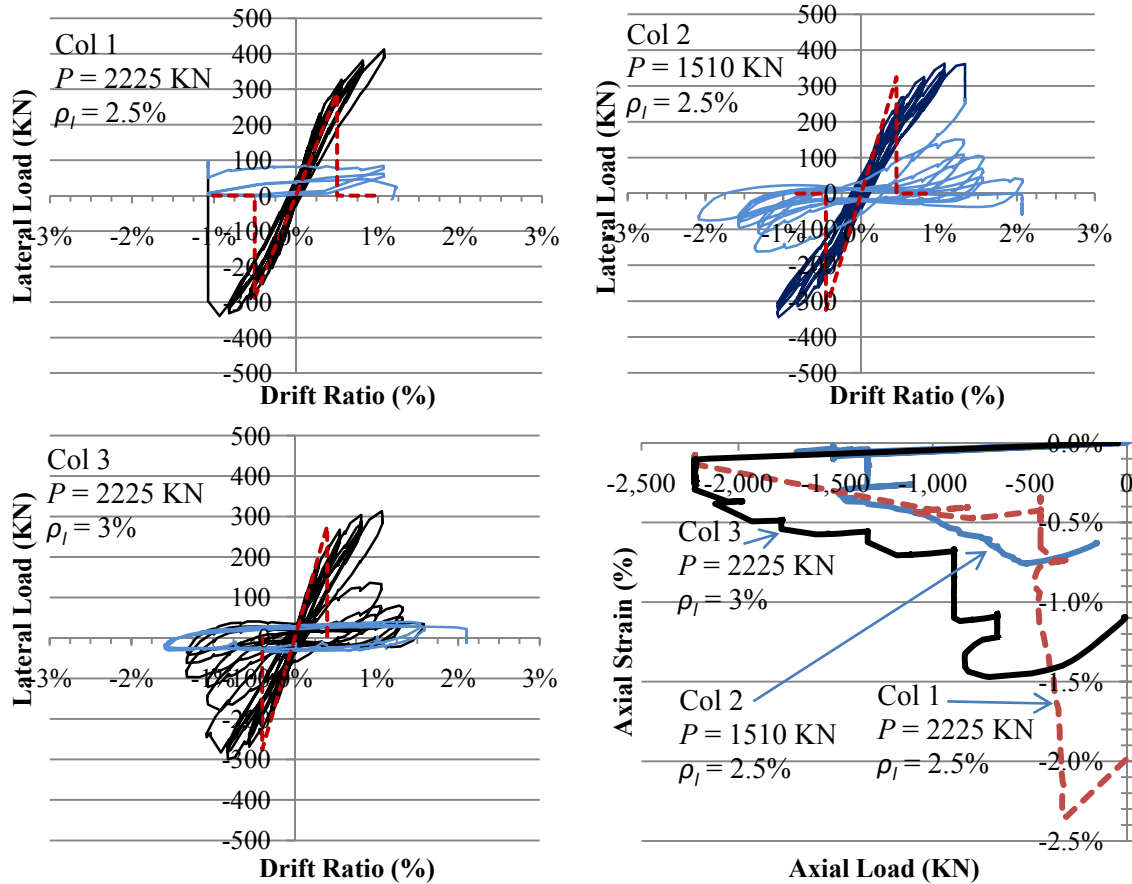 500
400
300
200
100
0
-100
-200
-300
-400
-500
-3%
-2%
-1%
0%
1%
2%
3%
Col 1
P = 2225 KN
ρl = 2.5%
Lateral Load (KN)
Drift Ratio (%)
500
400
300
200
100
0
-100
-200
-300
-400
-500
-3%
-2%
-1%
0%
1%
2%
3%
Col 2
P = 1510 KN
ρl = 2.5%
Lateral Load (KN)
Drift Ratio (%)
500
400
300
200
100
0
-100
-200
-300
-400
-500
-3%
-2%
-1%
0%
1%
2%
3%
Col 3
P = 2225 KN
ρl = 3%
Lateral Load (KN)
Drift Ratio (%)
0.0%
-0.5%
-1.0%
-1.5%
-2.0%
-2.5%
-2,500
-2,000
-1,500
-1,000
-500
0
Col 3
P = 2225 KN
ρl = 3%
Col 2
P = 1510 KN
ρl = 2.5%
Col 1
P = 2225 KN
ρl = 2.5%
Axial Stran (%)
Axial Load (KN)